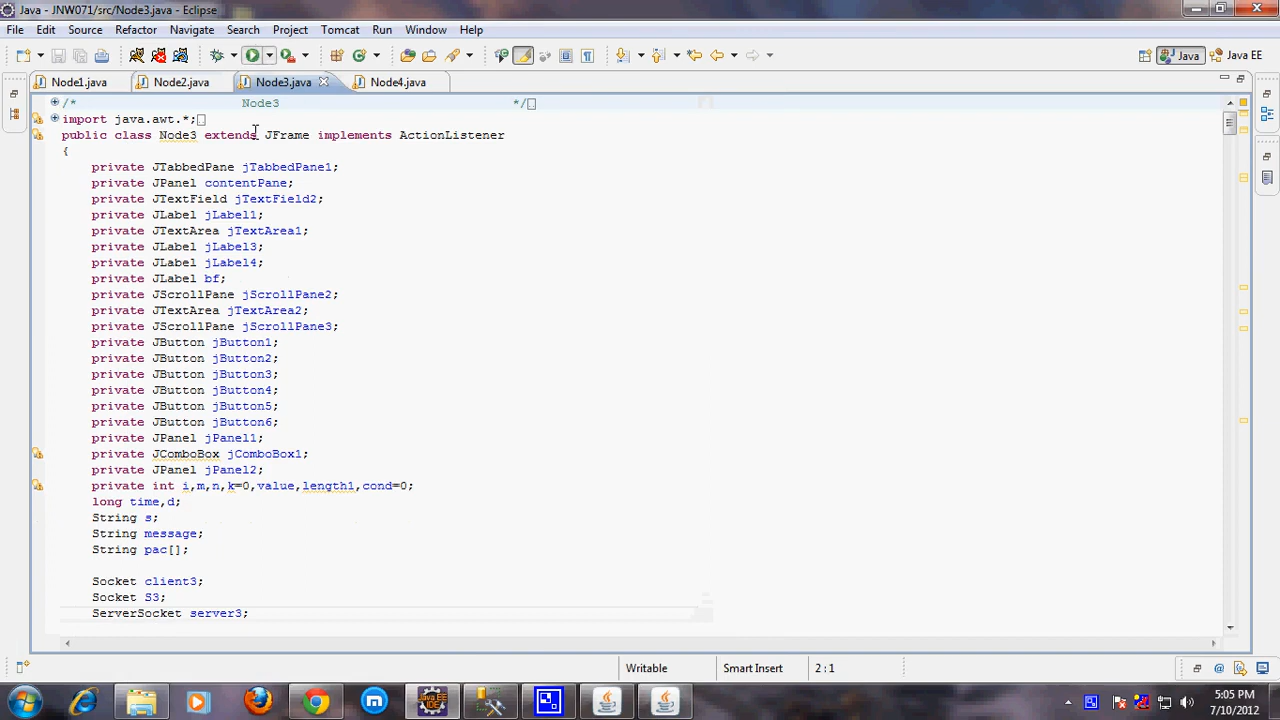 Java - JNW071/src/Node3.java - Eclipse
File Edit Source Refactor Navigate Search Project Tomcat Run Window Help
Java Java EE
Node1.java Node2.java Node3.java Node4.java
/* Node3 */
import java.awt.*;
public class Node3 extends JFrame implements ActionListener
{
private JTabbedPane jTabbedPane1;
private JPanel contentPane;
private JTextField jTextField2;
private JLabel jLabel1;
private JTextArea jTextArea1;
private JLabel jLabel3;
private JLabel jLabel4;
private JLabel bf;
private JScrollPane jScrollPane2;
private JTextArea jTextArea2;
private JScrollPane jScrollPane3;
private JButton jButton1;
private JButton jButton2;
private JButton jButton3;
private JButton jButton4;
private JButton jButton5;
private JButton jButton6;
private JPanel jPanel1;
private JComboBox jComboBox1;
private JPanel jPanel2;
private int i,m,n,k=0,value,length1,cond=0;
long time,d;
String s;
String message;
String pac[];
Socket client3;
Socket S3;
ServerSocket server3;
Writable Smart Insert 2 : 1
Java EE
IDE
5:05 PM
7/10/2012